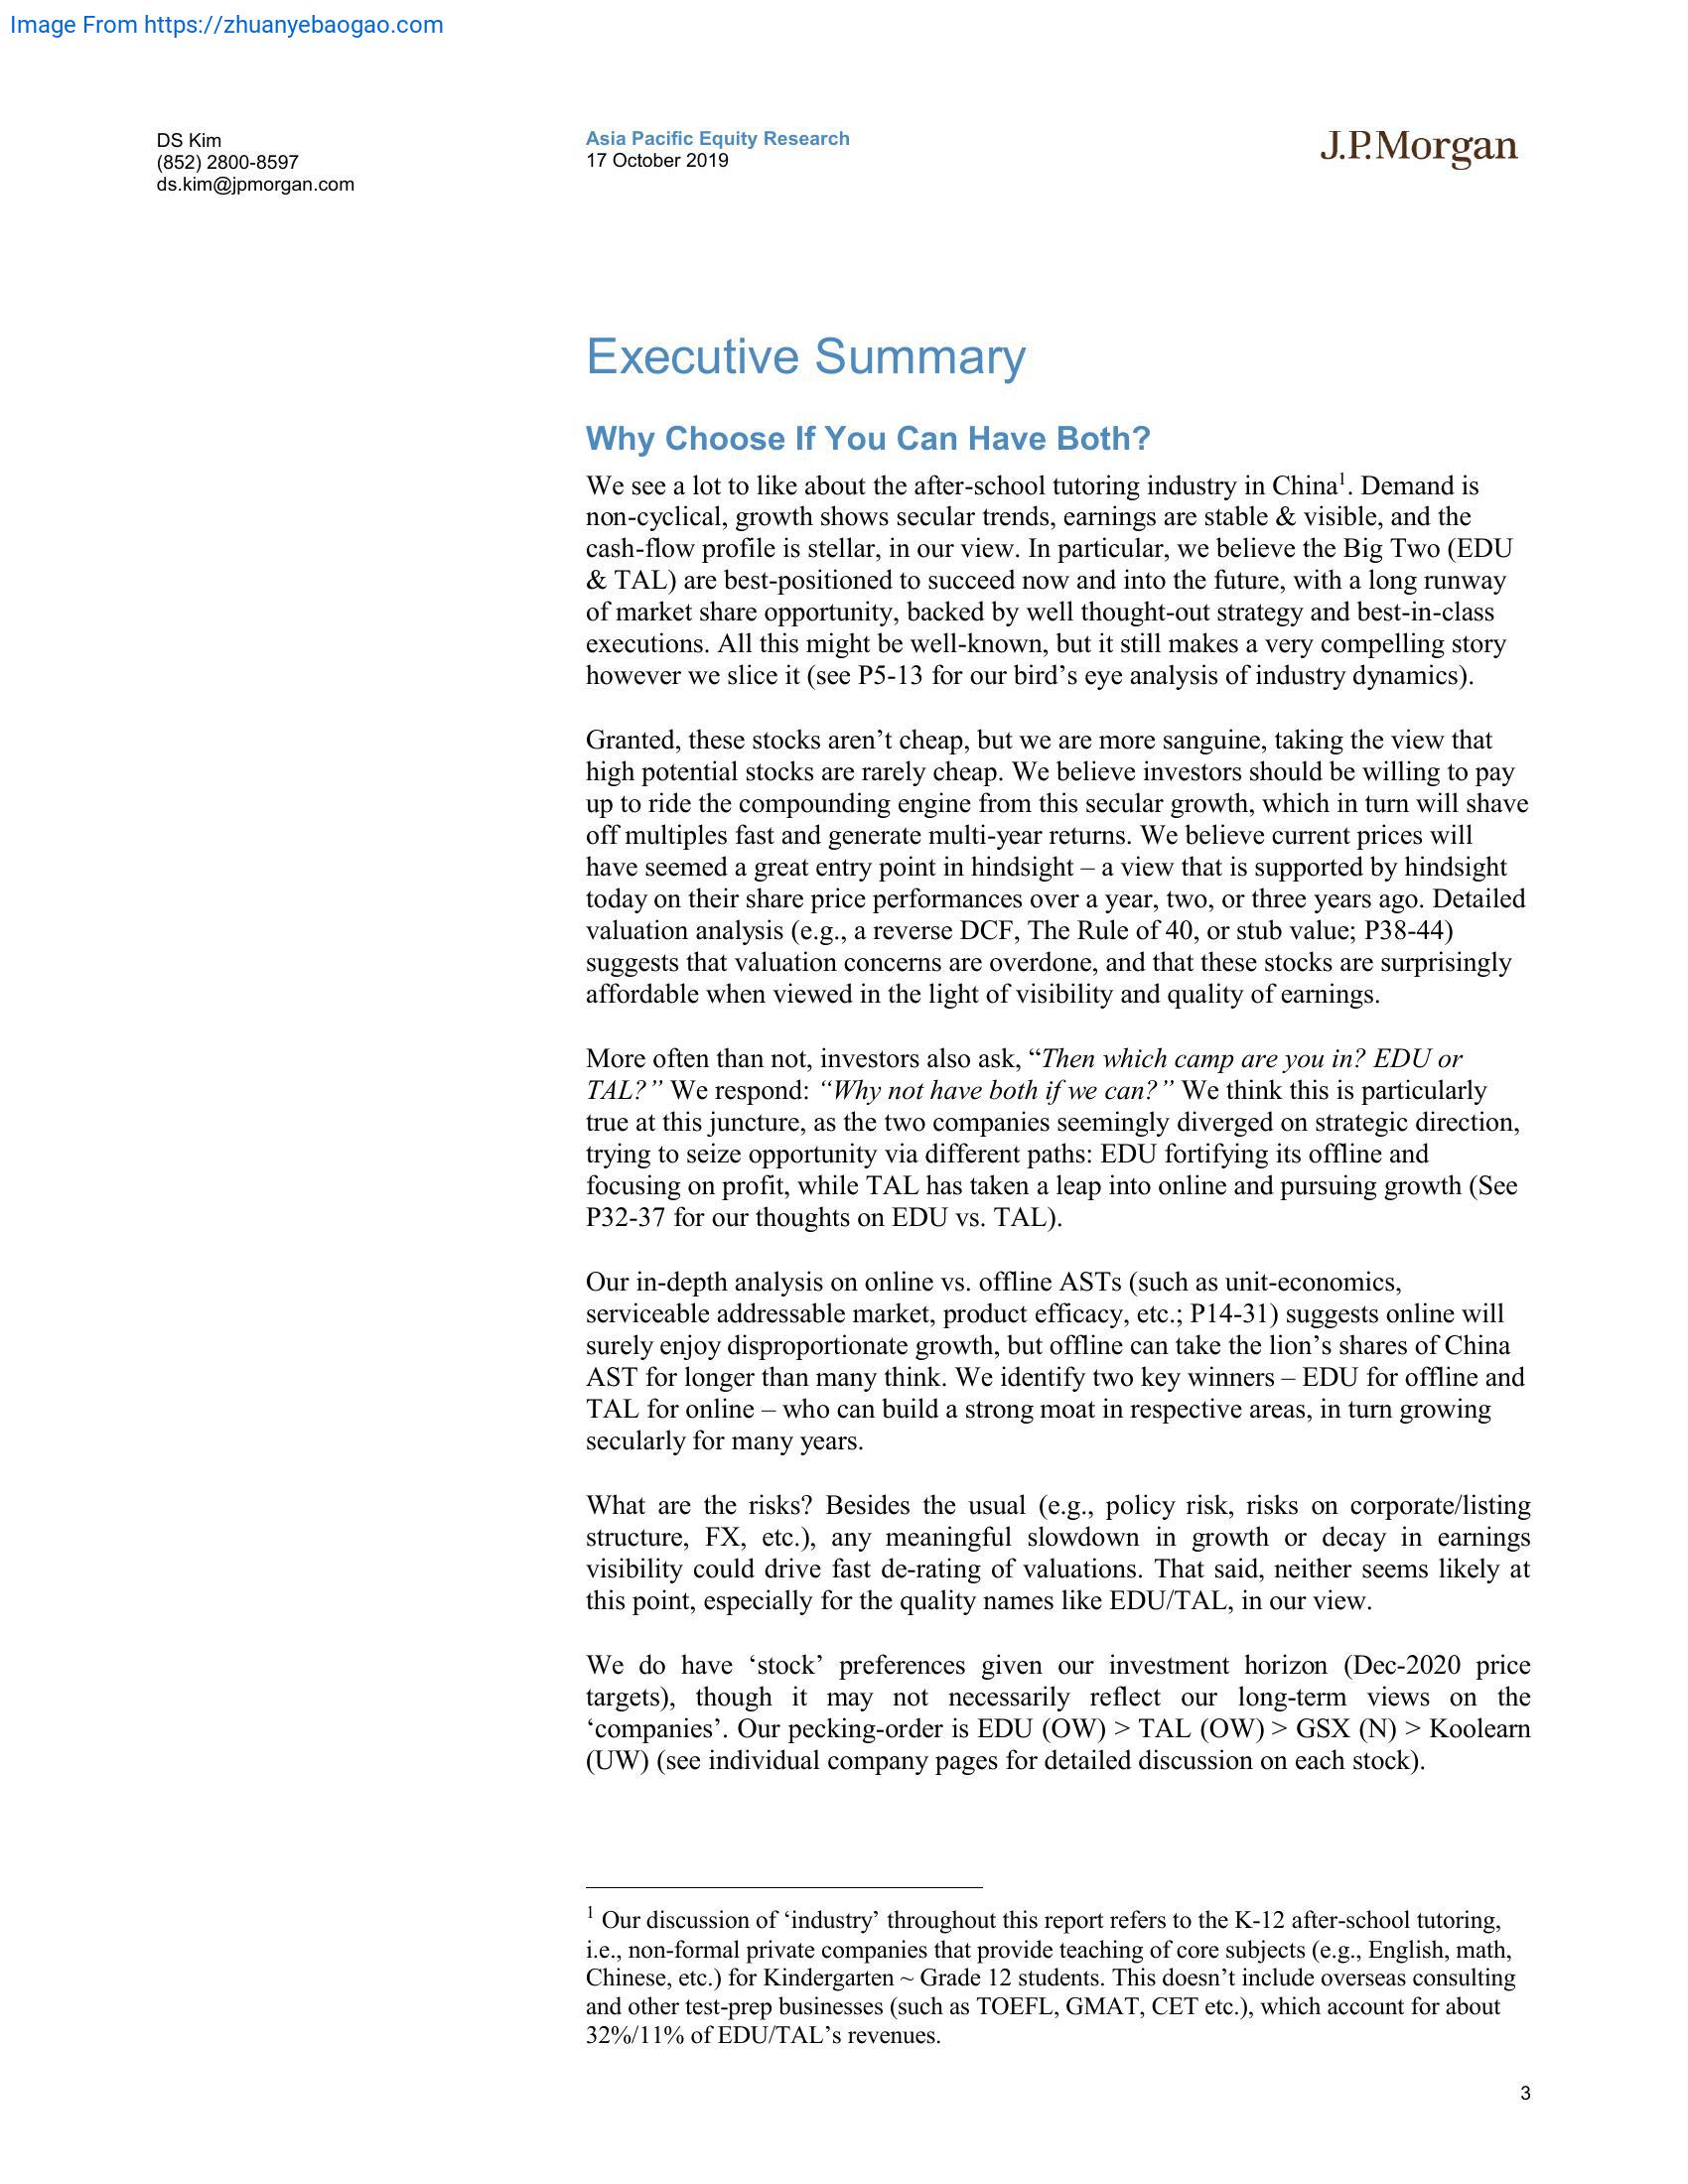 Image From https://zhuanyebaogao.com
DS Kim
(852) 2800-8597
ds.kim@jpmorgan.com
Asia Pacific Equity Research
17 October 2019
J.P.Morgan
Executive Summary
Why Choose If You Can Have Both?
We see a lot to like about the after-school tutoring industry in China¹. Demand is
non-cyclical, growth shows secular trends, earnings are stable & visible, and the
cash-flow profile is stellar, in our view. In particular, we believe the Big Two (EDU
& TAL) are best-positioned to succeed now and into the future, with a long runway
of market share opportunity, backed by well thought-out strategy and best-in-class
executions. All this might be well-known, but it still makes a very compelling story
however we slice it (see P5-13 for our bird’s eye analysis of industry dynamics).
Granted, these stocks aren’t cheap, but we are more sanguine, taking the view that
high potential stocks are rarely cheap. We believe investors should be willing to pay
up to ride the compounding engine from this secular growth, which in turn will shave
off multiples fast and generate multi-year returns. We believe current prices will
have seemed a great entry point in hindsight – a view that is supported by hindsight
today on their share price performances over a year, two, or three years ago. Detailed
valuation analysis (e.g., a reverse DCF, The Rule of 40, or stub value; P38-44)
suggests that valuation concerns are overdone, and that these stocks are surprisingly
affordable when viewed in the light of visibility and quality of earnings.
More often than not, investors also ask, “Then which camp are you in? EDU or
TAL?” We respond: “Why not have both if we can?” We think this is particularly
true at this juncture, as the two companies seemingly diverged on strategic direction,
trying to seize opportunity via different paths: EDU fortifying its offline and
focusing on profit, while TAL has taken a leap into online and pursuing growth (See
P32-37 for our thoughts on EDU vs. TAL).
Our in-depth analysis on online vs. offline ASTs (such as unit-economics,
serviceable addressable market, product efficacy, etc.; P14-31) suggests online will
surely enjoy disproportionate growth, but offline can take the lion’s shares of China
AST for longer than many think. We identify two key winners – EDU for offline and
TAL for online – who can build a strong moat in respective areas, in turn growing
secularly for many years.
What are the risks? Besides the usual (e.g., policy risk, risks on corporate/listing
structure, FX, etc.), any meaningful slowdown in growth or decay in earnings
visibility could drive fast de-rating of valuations. That said, neither seems likely at
this point, especially for the quality names like EDU/TAL, in our view.
We do have ‘stock’ preferences given our investment horizon (Dec-2020 price
targets), though it may not necessarily reflect our long-term views on the
‘companies’. Our pecking-order is EDU (OW) > TAL (OW) > GSX (N) > Koolearn
(UW) (see individual company pages for detailed discussion on each stock).
¹ Our discussion of ‘industry’ throughout this report refers to the K-12 after-school tutoring,
i.e., non-formal private companies that provide teaching of core subjects (e.g., English, math,
Chinese, etc.) for Kindergarten ~ Grade 12 students. This doesn’t include overseas consulting
and other test-prep businesses (such as TOEFL, GMAT, CET etc.), which account for about
32%/11% of EDU/TAL’s revenues.
3